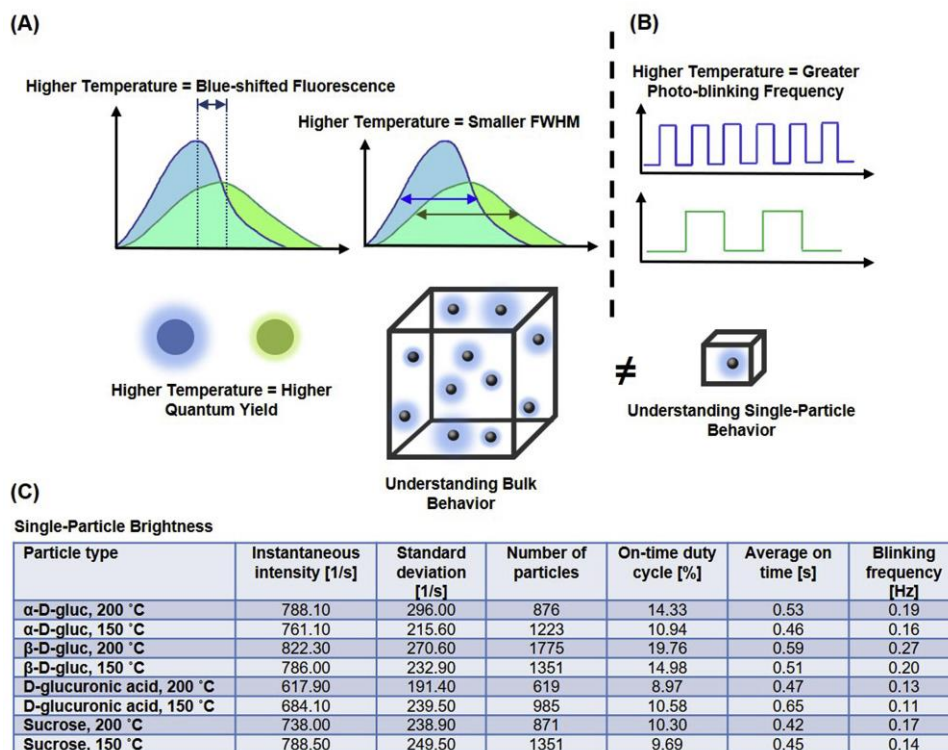 (A)
Higher Temperature = Blue-shifted Fluorescence
Higher Temperature = Smaller FWHM
Higher Temperature = Higher
Quantum Yield
Understanding Bulk
Behavior
(B)
Higher Temperature = Greater
Photo-blinking Frequency
≠
Understanding Single-Particle
Behavior
(C)
Single-Particle Brightness
Particle type Instantaneous intensity [1/s] Standard deviation [1/s] Number of particles On-time duty cycle [%] Average on time [s] Blinking frequency [Hz]
α-D-gluc, 200 ˚C 788.10 296.00 876 14.33 0.53 0.19
α-D-gluc, 150 ˚C 761.10 215.60 1223 10.94 0.46 0.16
β-D-gluc, 200 ˚C 822.30 270.60 1775 19.76 0.59 0.27
β-D-gluc, 150 ˚C 786.00 232.90 1351 14.98 0.51 0.20
D-glucuronic acid, 200 ˚C 617.90 191.40 619 8.97 0.47 0.13
D-glucuronic acid, 150 ˚C 684.10 239.50 985 10.58 0.65 0.11
Sucrose, 200 ˚C 738.00 238.90 871 10.30 0.42 0.17
Sucrose, 150 ˚C 788.50 249.50 1351 9.69 0.45 0.14